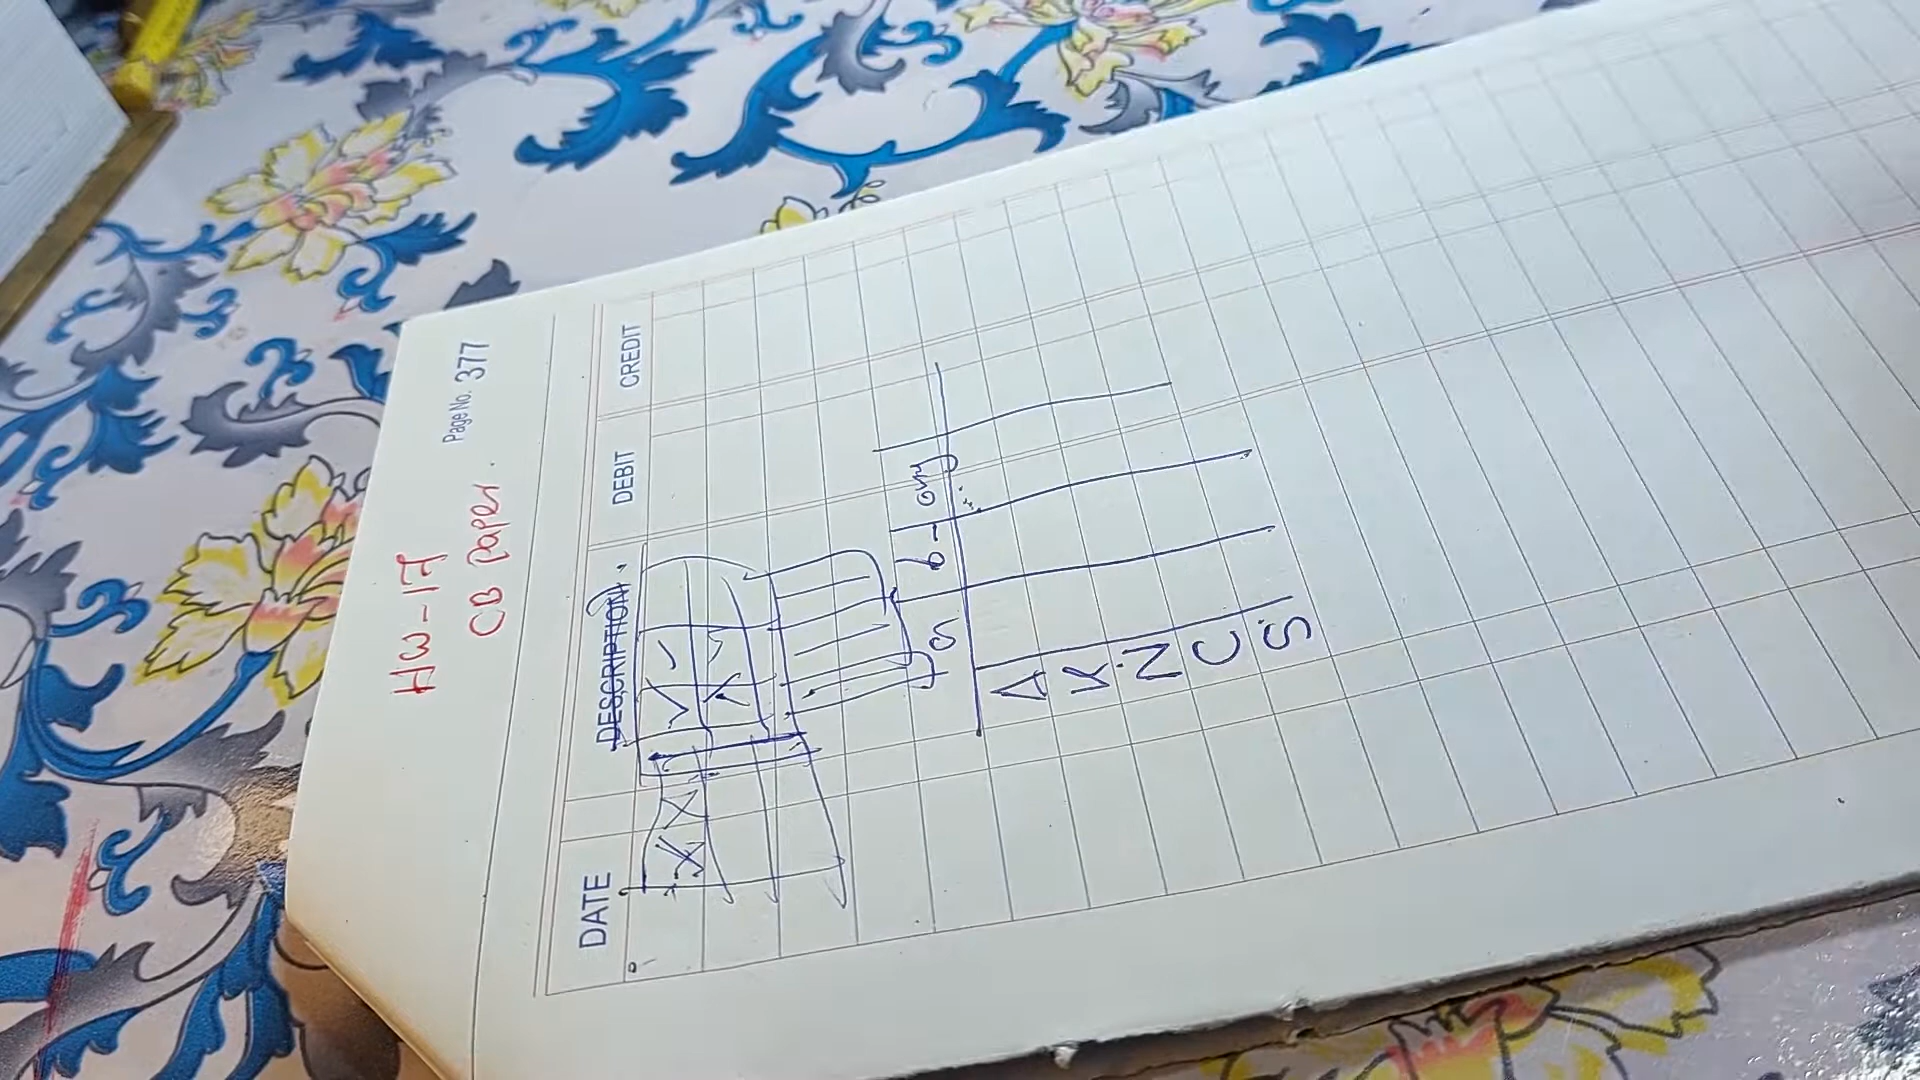 Page No. 377
HW-17
CB Paper.
DATE DESCRIPTION DEBIT CREDIT
A
K
N
C
S